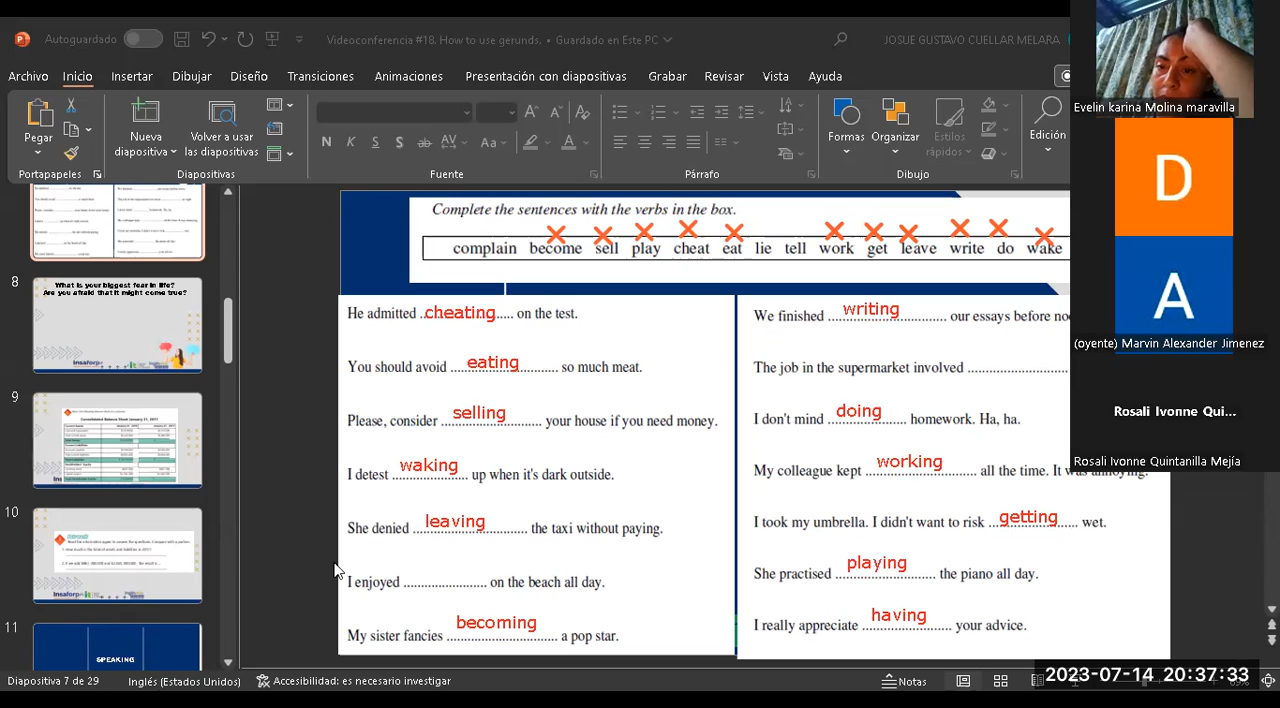 Autoguardado
Videoconferencia #18. How to use gerunds. • Guardado en Este PC
JOSUE GUSTAVO CUELLAR MELARA
Archivo Inicio Insertar Dibujar Diseño Transiciones Animaciones Presentación con diapositivas Grabar Revisar Vista Ayuda
Pegar
Nueva diapositiva
Volver a usar las diapositivas
Formas
Organizar
Estilos rápidos
Edición
Portapapeles
Diapositivas
Fuente
Párrafo
Dibujo
Evelin karina Molina maravilla
D
A
(oyente) Marvin Alexander Jimenez
Rosali Ivonne Qui...
Rosali Ivonne Quintanilla Mejía
8
What is your biggest fear in life?
Are you afraid that it might come true?
9
Consolidated Balance Sheet January 31, 2021
10
11
SPEAKING
Complete the sentences with the verbs in the box.
complain become sell play cheat eat lie tell work get leave write do wake
He admitted ..cheating..... on the test.
You should avoid ...eating... so much meat.
Please, consider ...selling... your house if you need money.
I detest ...waking... up when it's dark outside.
She denied ...leaving... the taxi without paying.
I enjoyed ........................ on the beach all day.
My sister fancies ...becoming... a pop star.
We finished ...writing... our essays before noo
The job in the supermarket involved .............................
I don't mind ...doing... homework. Ha, ha.
My colleague kept ...working... all the time. It was annoying.
I took my umbrella. I didn't want to risk ...getting... wet.
She practised ...playing... the piano all day.
I really appreciate ...having... your advice.
Diapositiva 7 de 29
Inglés (Estados Unidos)
Accesibilidad: es necesario investigar
Notas
2023-07-14 20:37:33